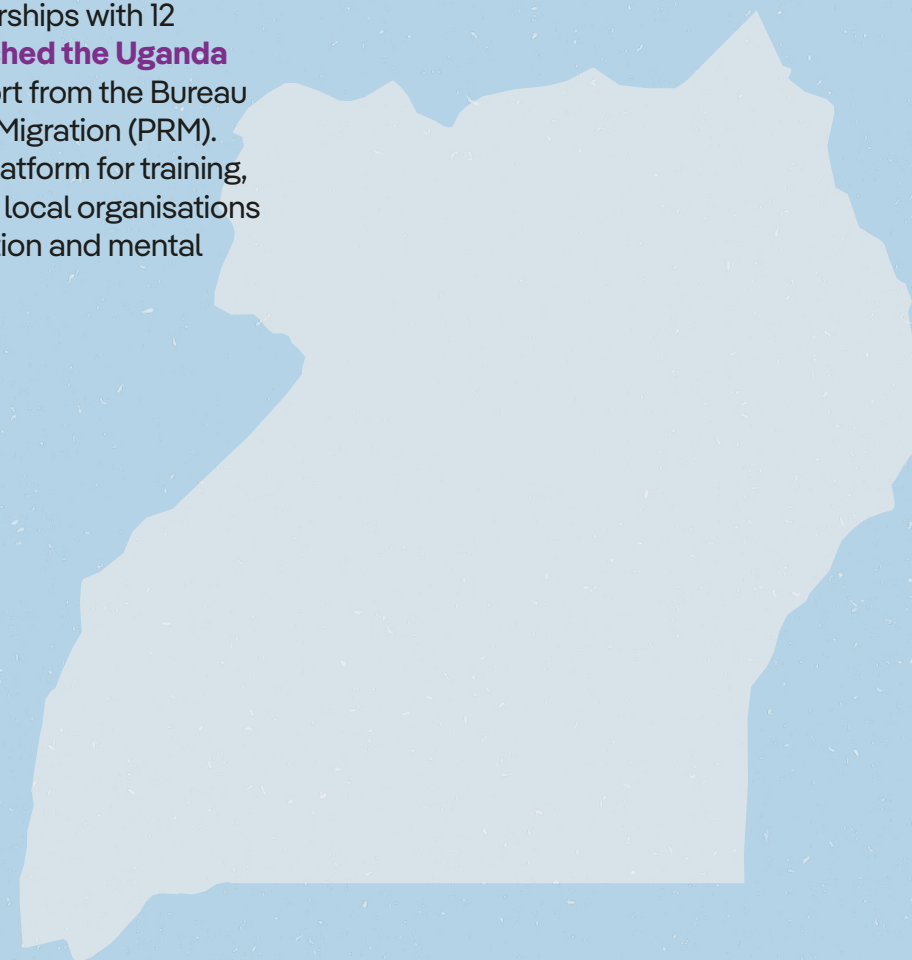 rships with 12
hed the Uganda
rt from the Bureau
Migration (PRM).
atform for training,
local organisations
tion and mental